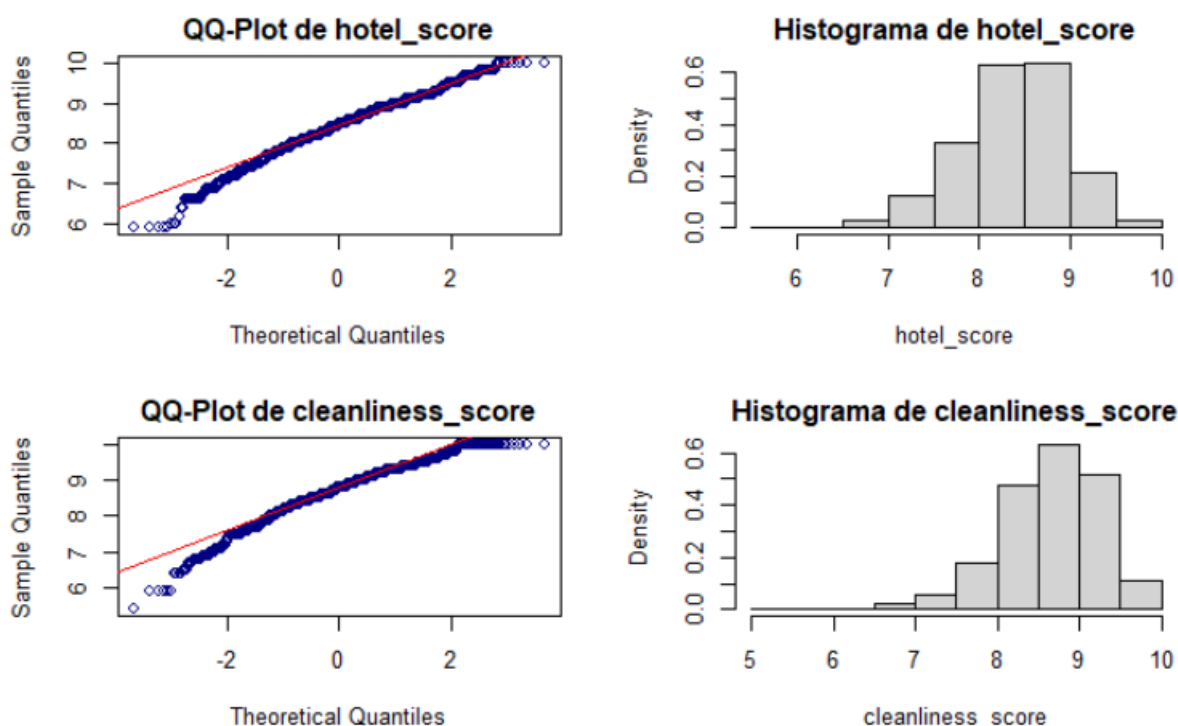 QQ-Plot de hotel_score
Sample Quantiles
10
9
8
7
6
-2
0
2
Theoretical Quantiles
Histograma de hotel_score
Density
0.6
0.4
0.2
0.0
6
7
8
9
10
hotel_score
QQ-Plot de cleanliness_score
Sample Quantiles
9
8
7
6
-2
0
2
Theoretical Quantiles
Histograma de cleanliness_score
Density
0.6
0.4
0.2
0.0
5
6
7
8
9
10
cleanliness_score